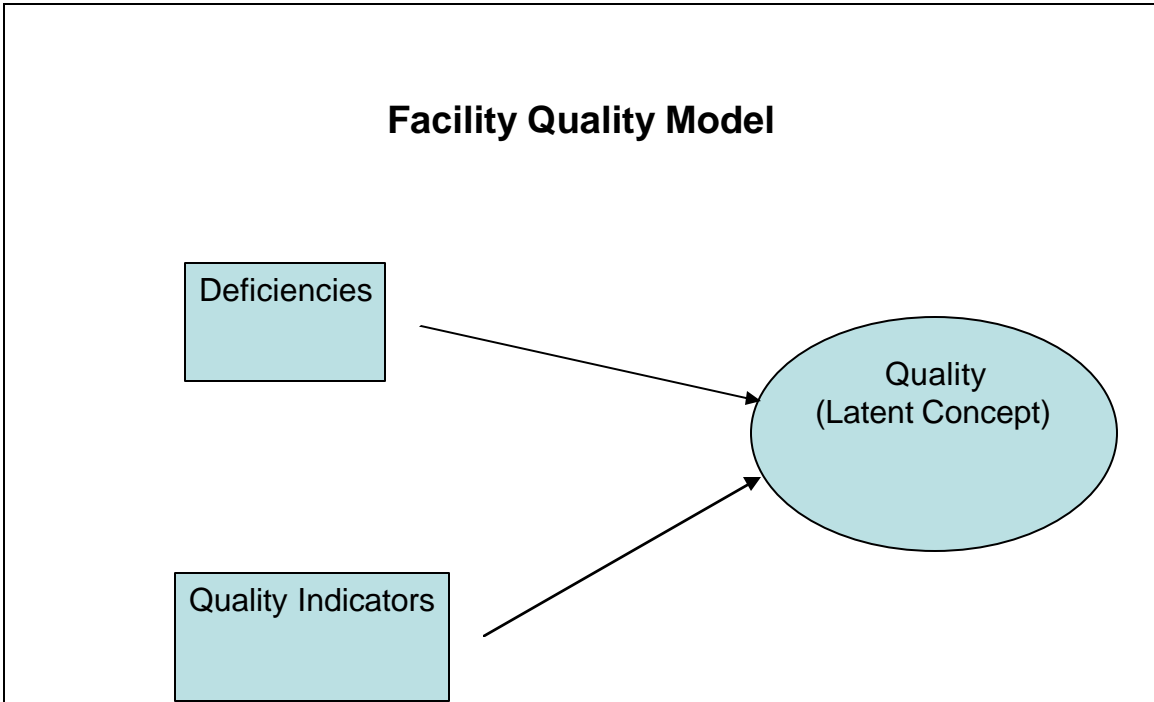 Facility Quality Model
Deficiencies
Quality
(Latent Concept)
Quality Indicators